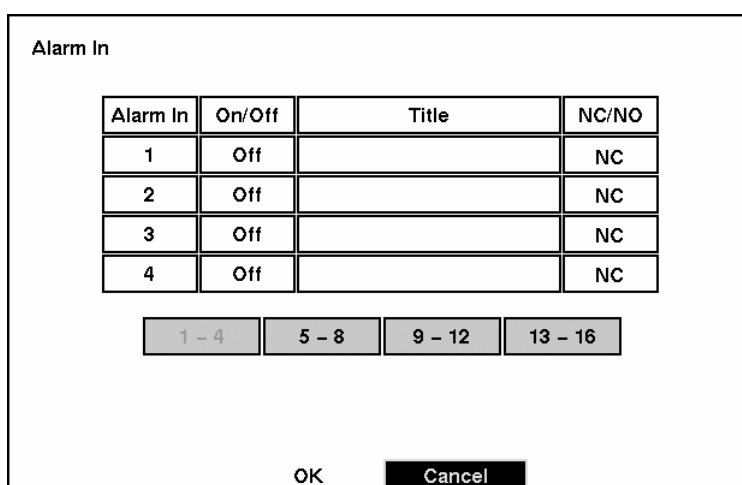 Alarm In
Alarm In On/Off Title NC/NO
1 Off NC
2 Off NC
3 Off NC
4 Off NC
1 – 4 5 – 8 9 – 12 13 – 16
OK Cancel